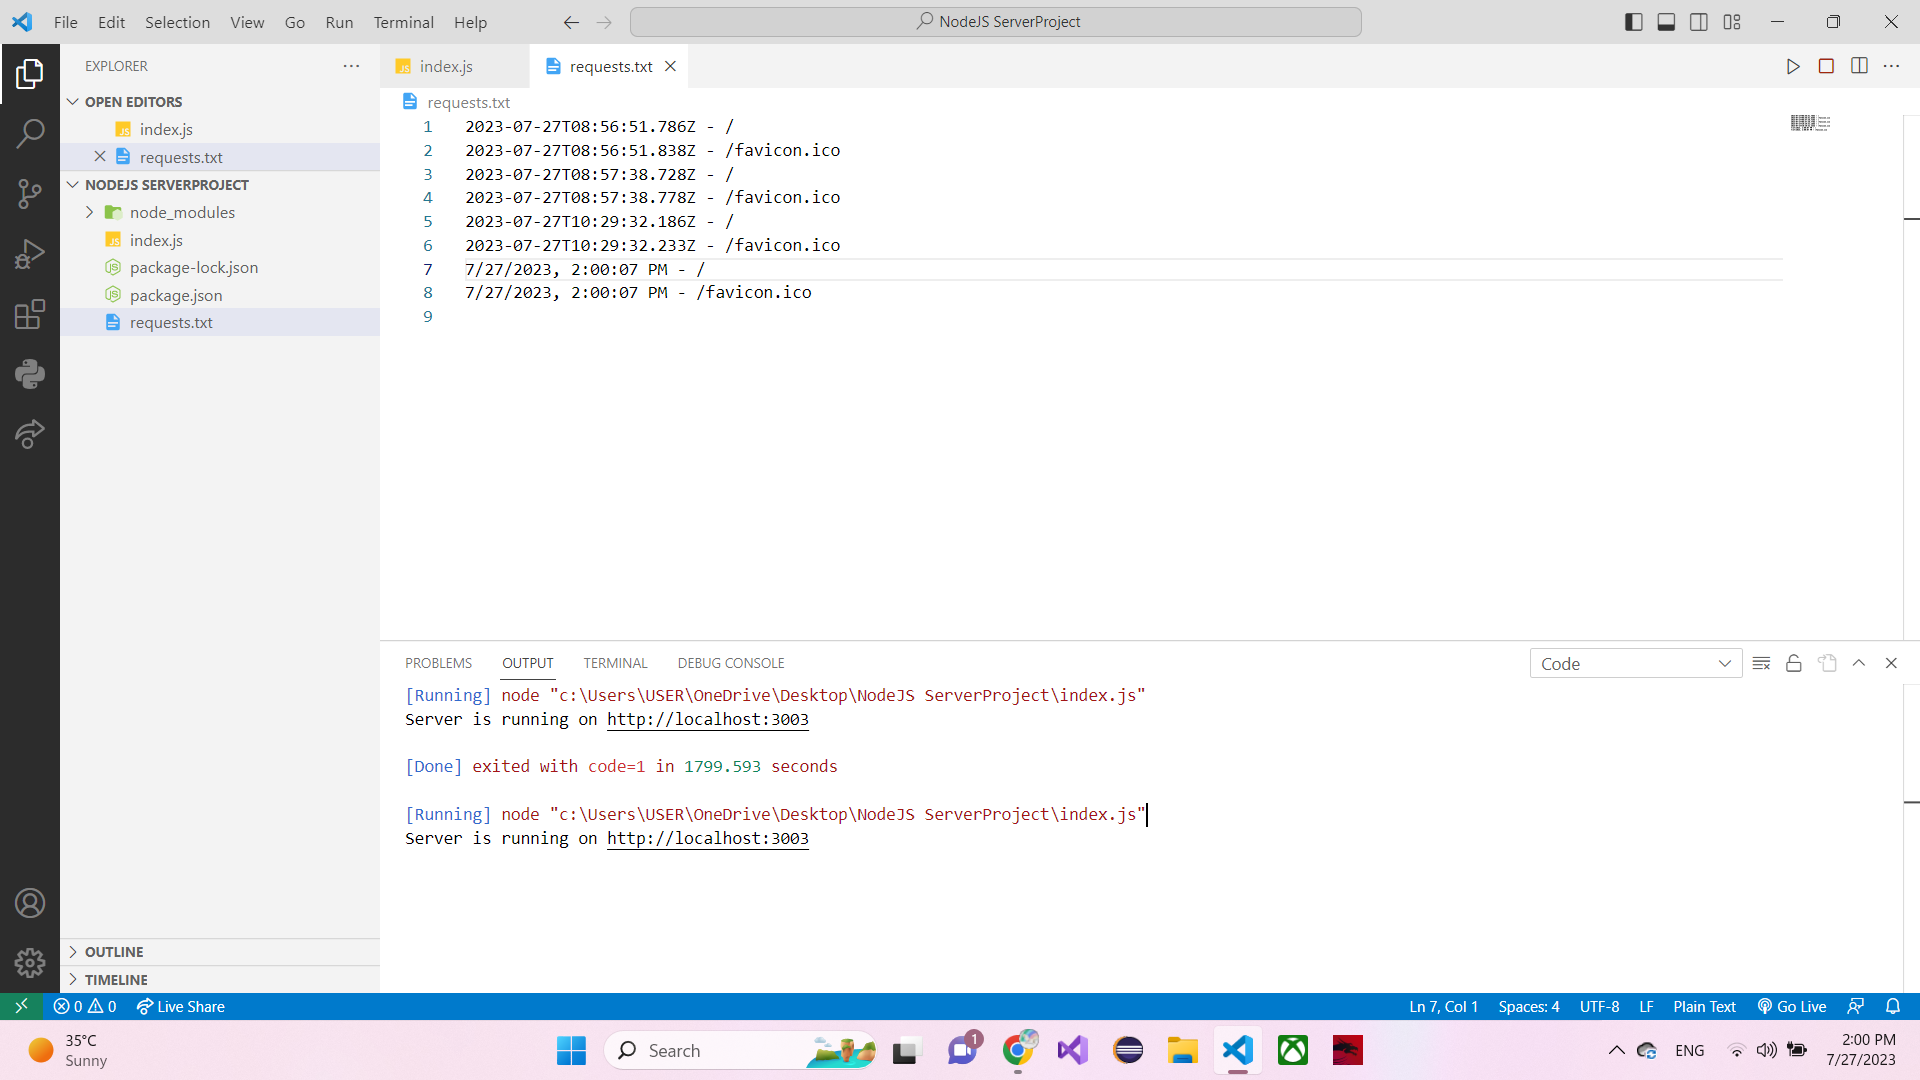 File Edit Selection View Go Run Terminal Help
NodeJS ServerProject
EXPLORER
OPEN EDITORS
index.js
requests.txt
NODEJS SERVERPROJECT
node_modules
index.js
package-lock.json
package.json
requests.txt
OUTLINE
TIMELINE
index.js requests.txt
requests.txt
1 2023-07-27T08:56:51.786Z - /
2 2023-07-27T08:56:51.838Z - /favicon.ico
3 2023-07-27T08:57:38.728Z - /
4 2023-07-27T08:57:38.778Z - /favicon.ico
5 2023-07-27T10:29:32.186Z - /
6 2023-07-27T10:29:32.233Z - /favicon.ico
7 7/27/2023, 2:00:07 PM - /
8 7/27/2023, 2:00:07 PM - /favicon.ico
9
PROBLEMS OUTPUT TERMINAL DEBUG CONSOLE
Code
[Running] node "c:\Users\USER\OneDrive\Desktop\NodeJS ServerProject\index.js"
Server is running on http://localhost:3003
[Done] exited with code=1 in 1799.593 seconds
[Running] node "c:\Users\USER\OneDrive\Desktop\NodeJS ServerProject\index.js"
Server is running on http://localhost:3003
0 0 Live Share
Ln 7, Col 1 Spaces: 4 UTF-8 LF Plain Text Go Live
35°C
Sunny
Search
1
ENG
2:00 PM
7/27/2023